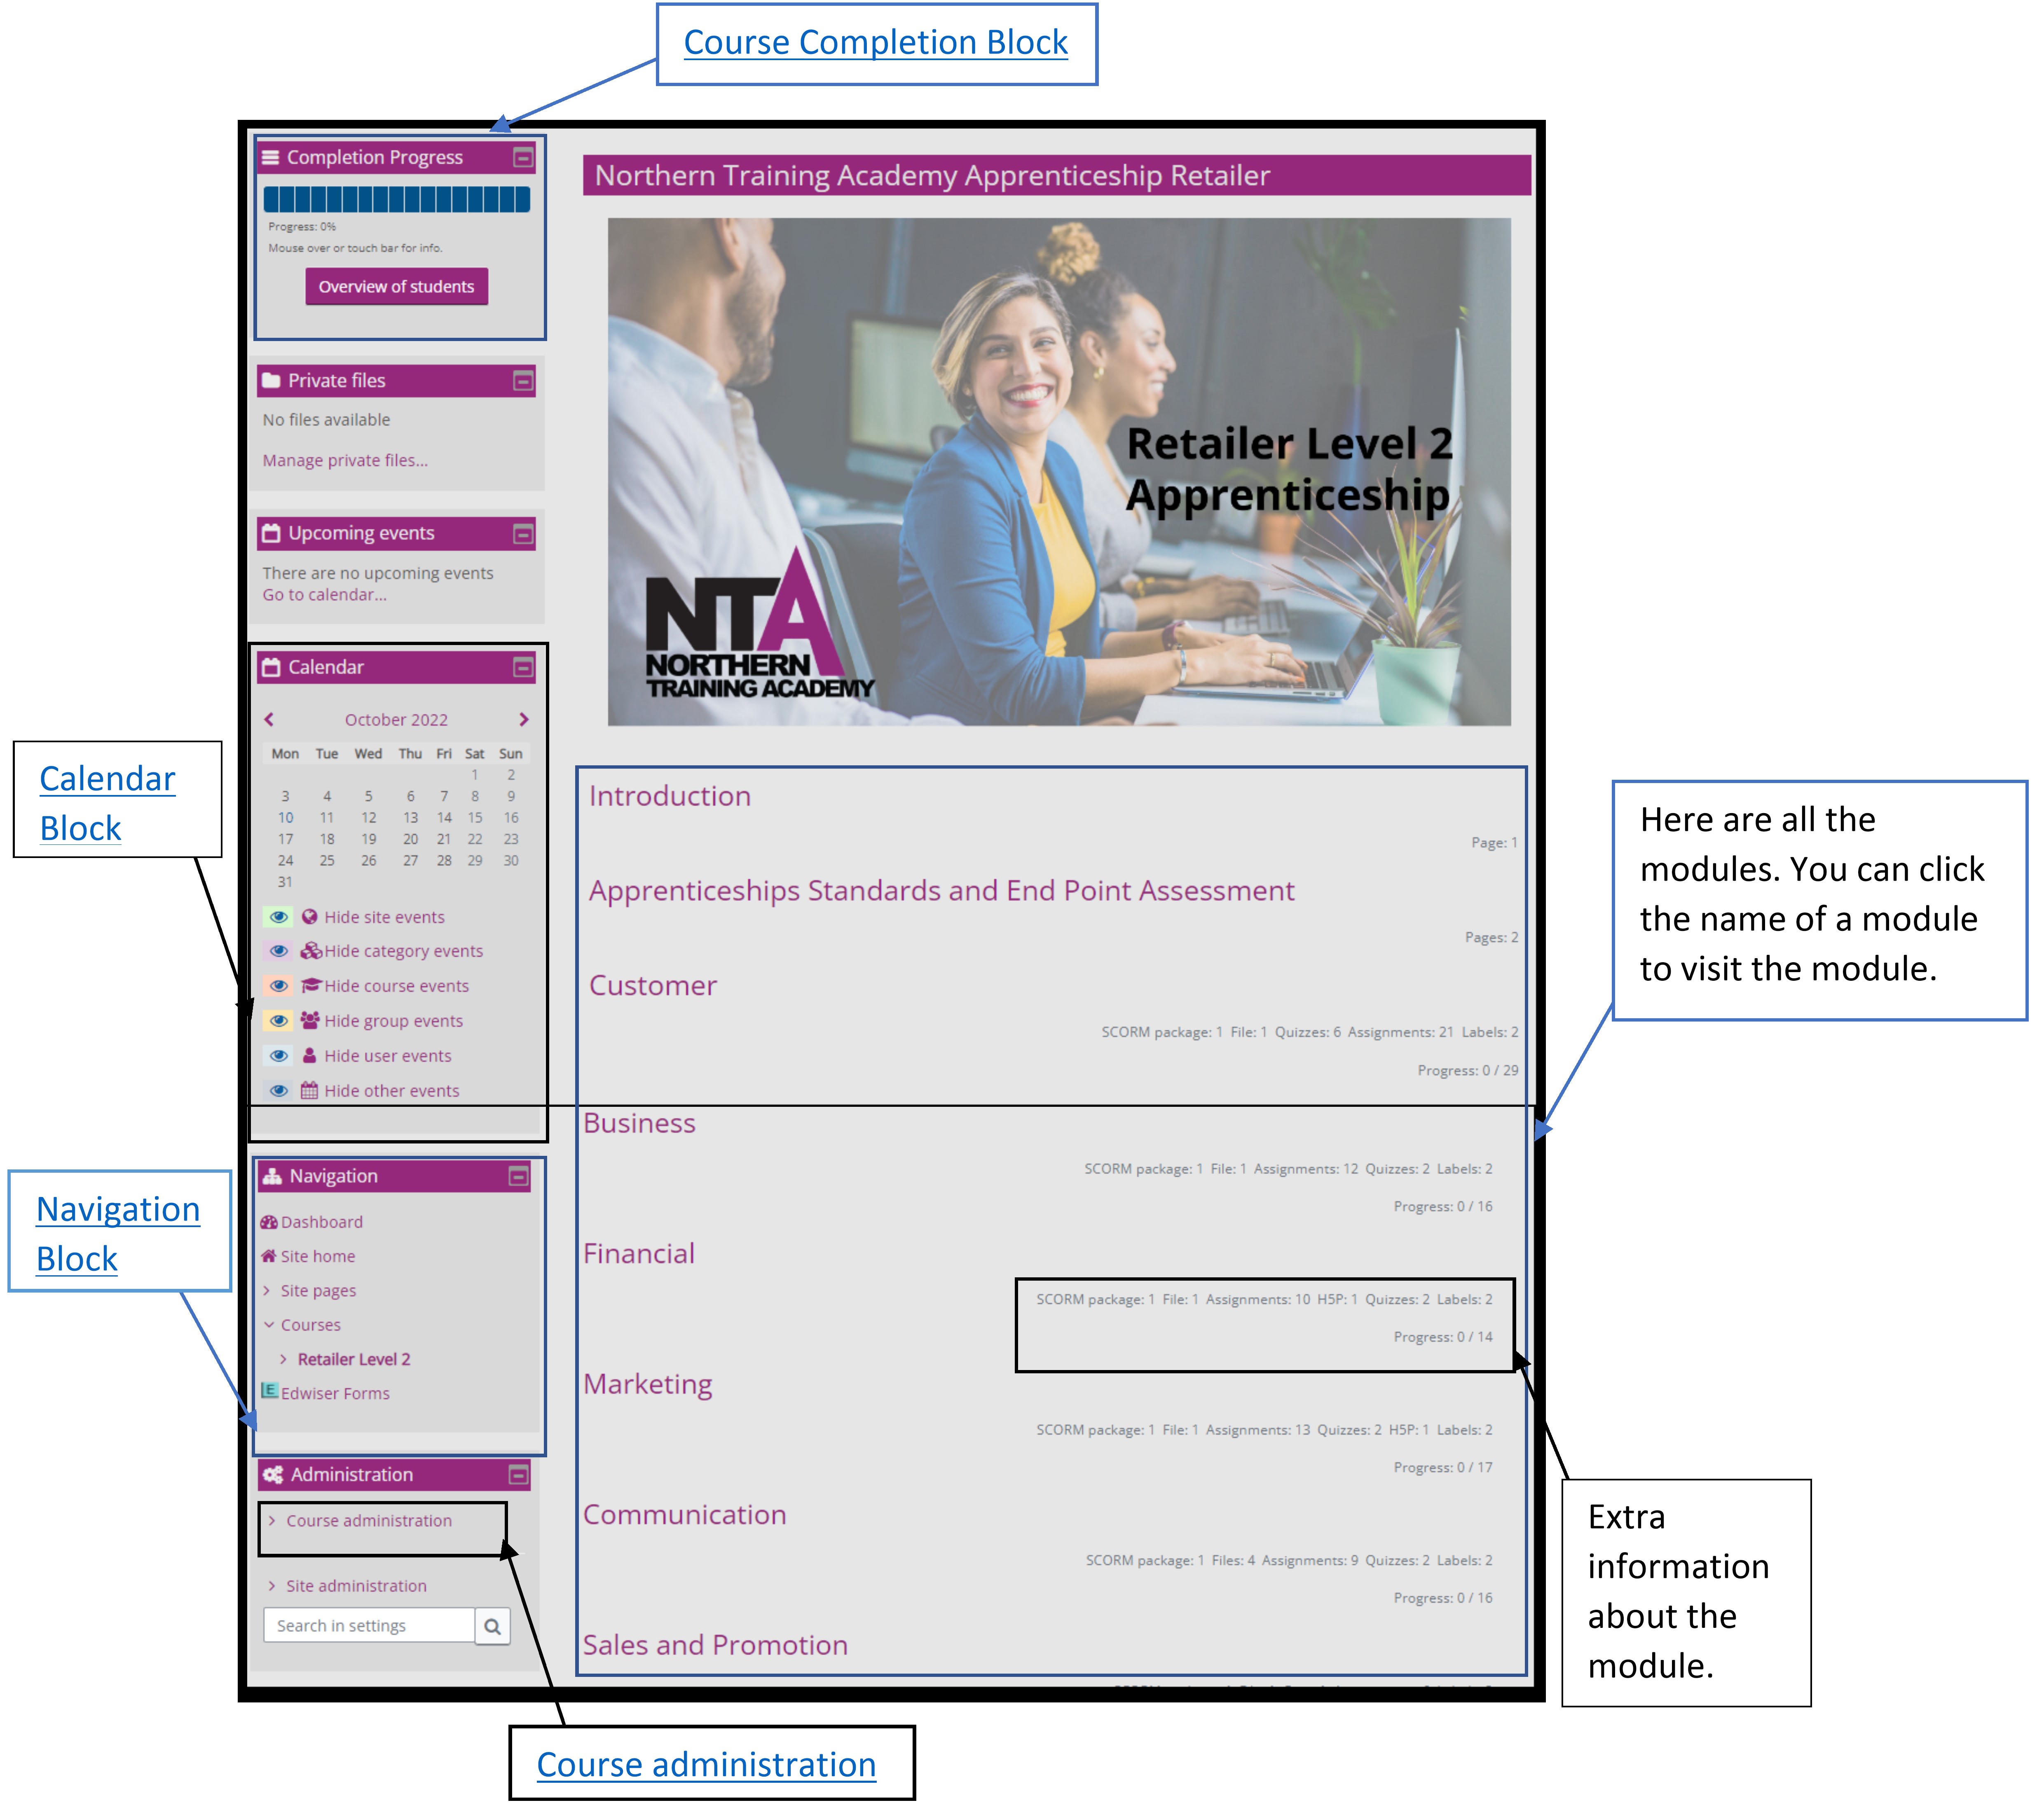 Course Completion Block
Completion Progress
Progress: 0%
Mouse over or touch bar for info.
Overview of students
Private files
No files available
Manage private files...
Upcoming events
There are no upcoming events
Go to calendar...
Calendar
October 2022
Mon Tue Wed Thu Fri Sat Sun
1 2
3 4 5 6 7 8 9
10 11 12 13 14 15 16
17 18 19 20 21 22 23
24 25 26 27 28 29 30
31
Hide site events
Hide category events
Hide course events
Hide group events
Hide user events
Hide other events
Calendar
Block
Navigation
Dashboard
Site home
Site pages
Courses
Retailer Level 2
E Edwiser Forms
Navigation
Block
Administration
Course administration
Site administration
Search in settings
Course administration
Northern Training Academy Apprenticeship Retailer
Retailer Level 2
Apprenticeship
NTA
NORTHERN
TRAINING ACADEMY
Introduction
Page: 1
Apprenticeships Standards and End Point Assessment
Pages: 2
Customer
SCORM package: 1 File: 1 Quizzes: 6 Assignments: 21 Labels: 2
Progress: 0 / 29
Business
SCORM package: 1 File: 1 Assignments: 12 Quizzes: 2 Labels: 2
Progress: 0 / 16
Financial
SCORM package: 1 File: 1 Assignments: 10 H5P: 1 Quizzes: 2 Labels: 2
Progress: 0 / 14
Marketing
SCORM package: 1 File: 1 Assignments: 13 Quizzes: 2 H5P: 1 Labels: 2
Progress: 0 / 17
Communication
SCORM package: 1 Files: 4 Assignments: 9 Quizzes: 2 Labels: 2
Progress: 0 / 16
Sales and Promotion
Here are all the
modules. You can click
the name of a module
to visit the module.
Extra
information
about the
module.